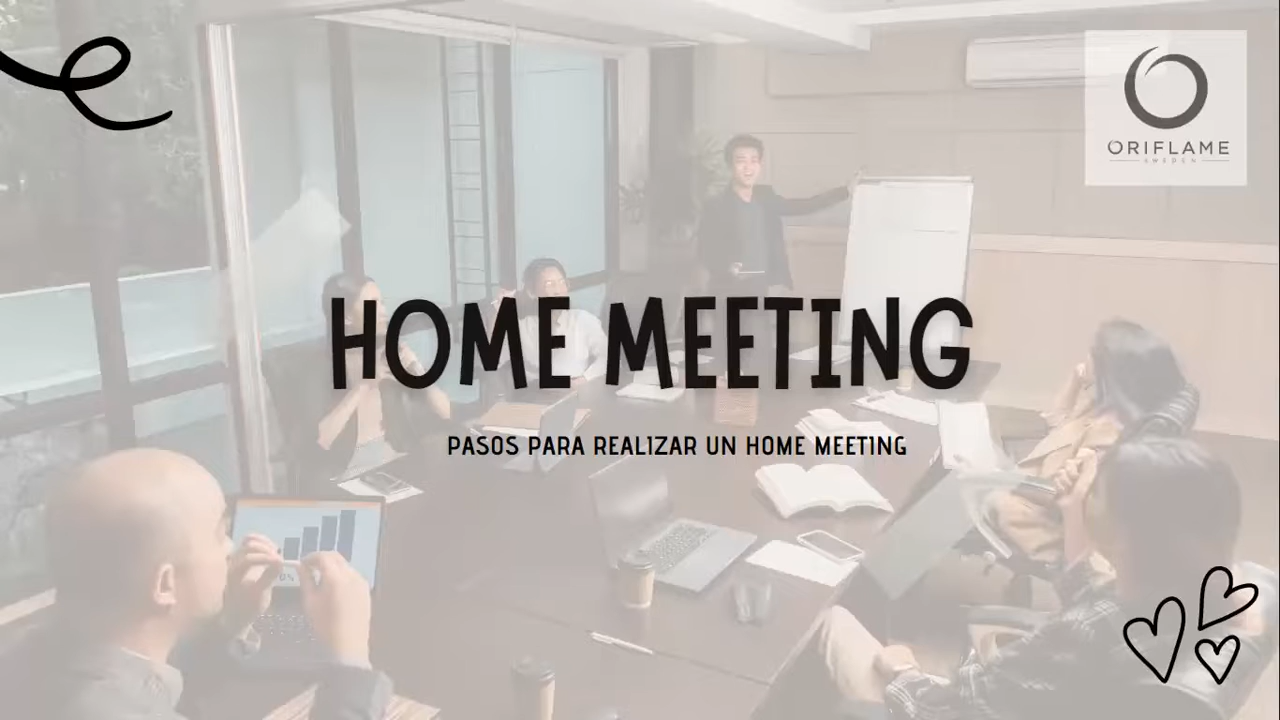 ORIFLAME
SWEDEN
HOME MEETING
PASOS PARA REALIZAR UN HOME MEETING